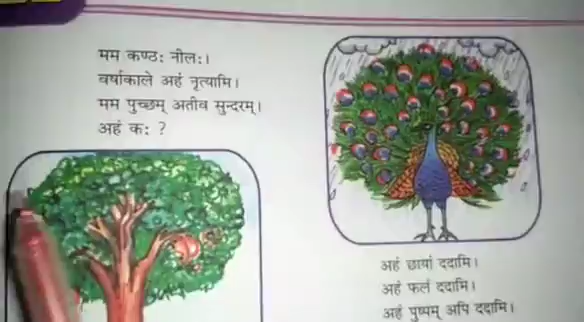 मम कण्ठः नीलः।
वर्षाकाले अहं नृत्यामि।
मम पुच्छम् अतीव सुन्दरम्।
अहं कः ?
अहं छायां ददामि।
अहं फलं ददामि।
अहं पुष्पम् अपि ददामि।